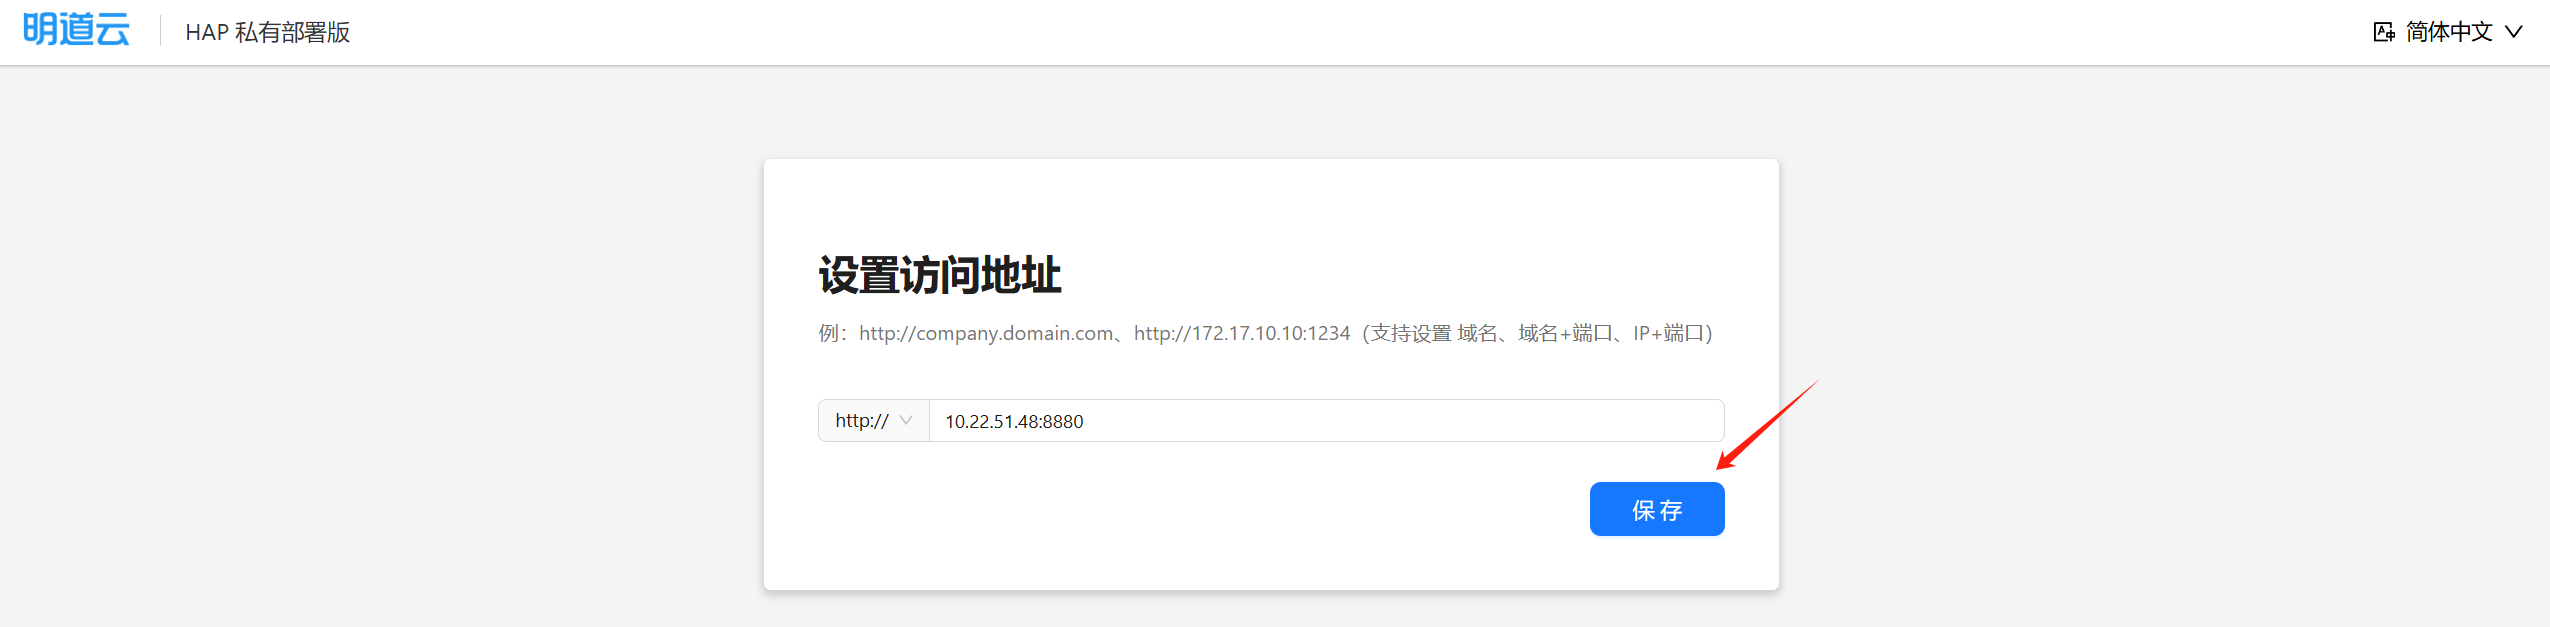 明道云 HAP 私有部署版 简体中文
设置访问地址
例：http://company.domain.com、http://172.17.10.10:1234（支持设置 域名、域名+端口、IP+端口）
http:// 10.22.51.48:8880
保存